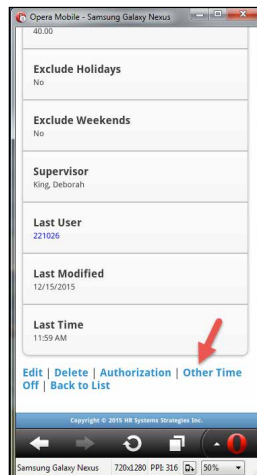 Opera Mobile - Samsung Galaxy Nexus
40.00
Exclude Holidays
No
Exclude Weekends
No
Supervisor
King, Deborah
Last User
221026
Last Modified
12/15/2015
Last Time
11:59 AM
Edit | Delete | Authorization | Other Time
Off | Back to List
Copyright © 2015 HR Systems Strategies Inc.
Samsung Galaxy Nexus 720x1280 PPI: 316 50%